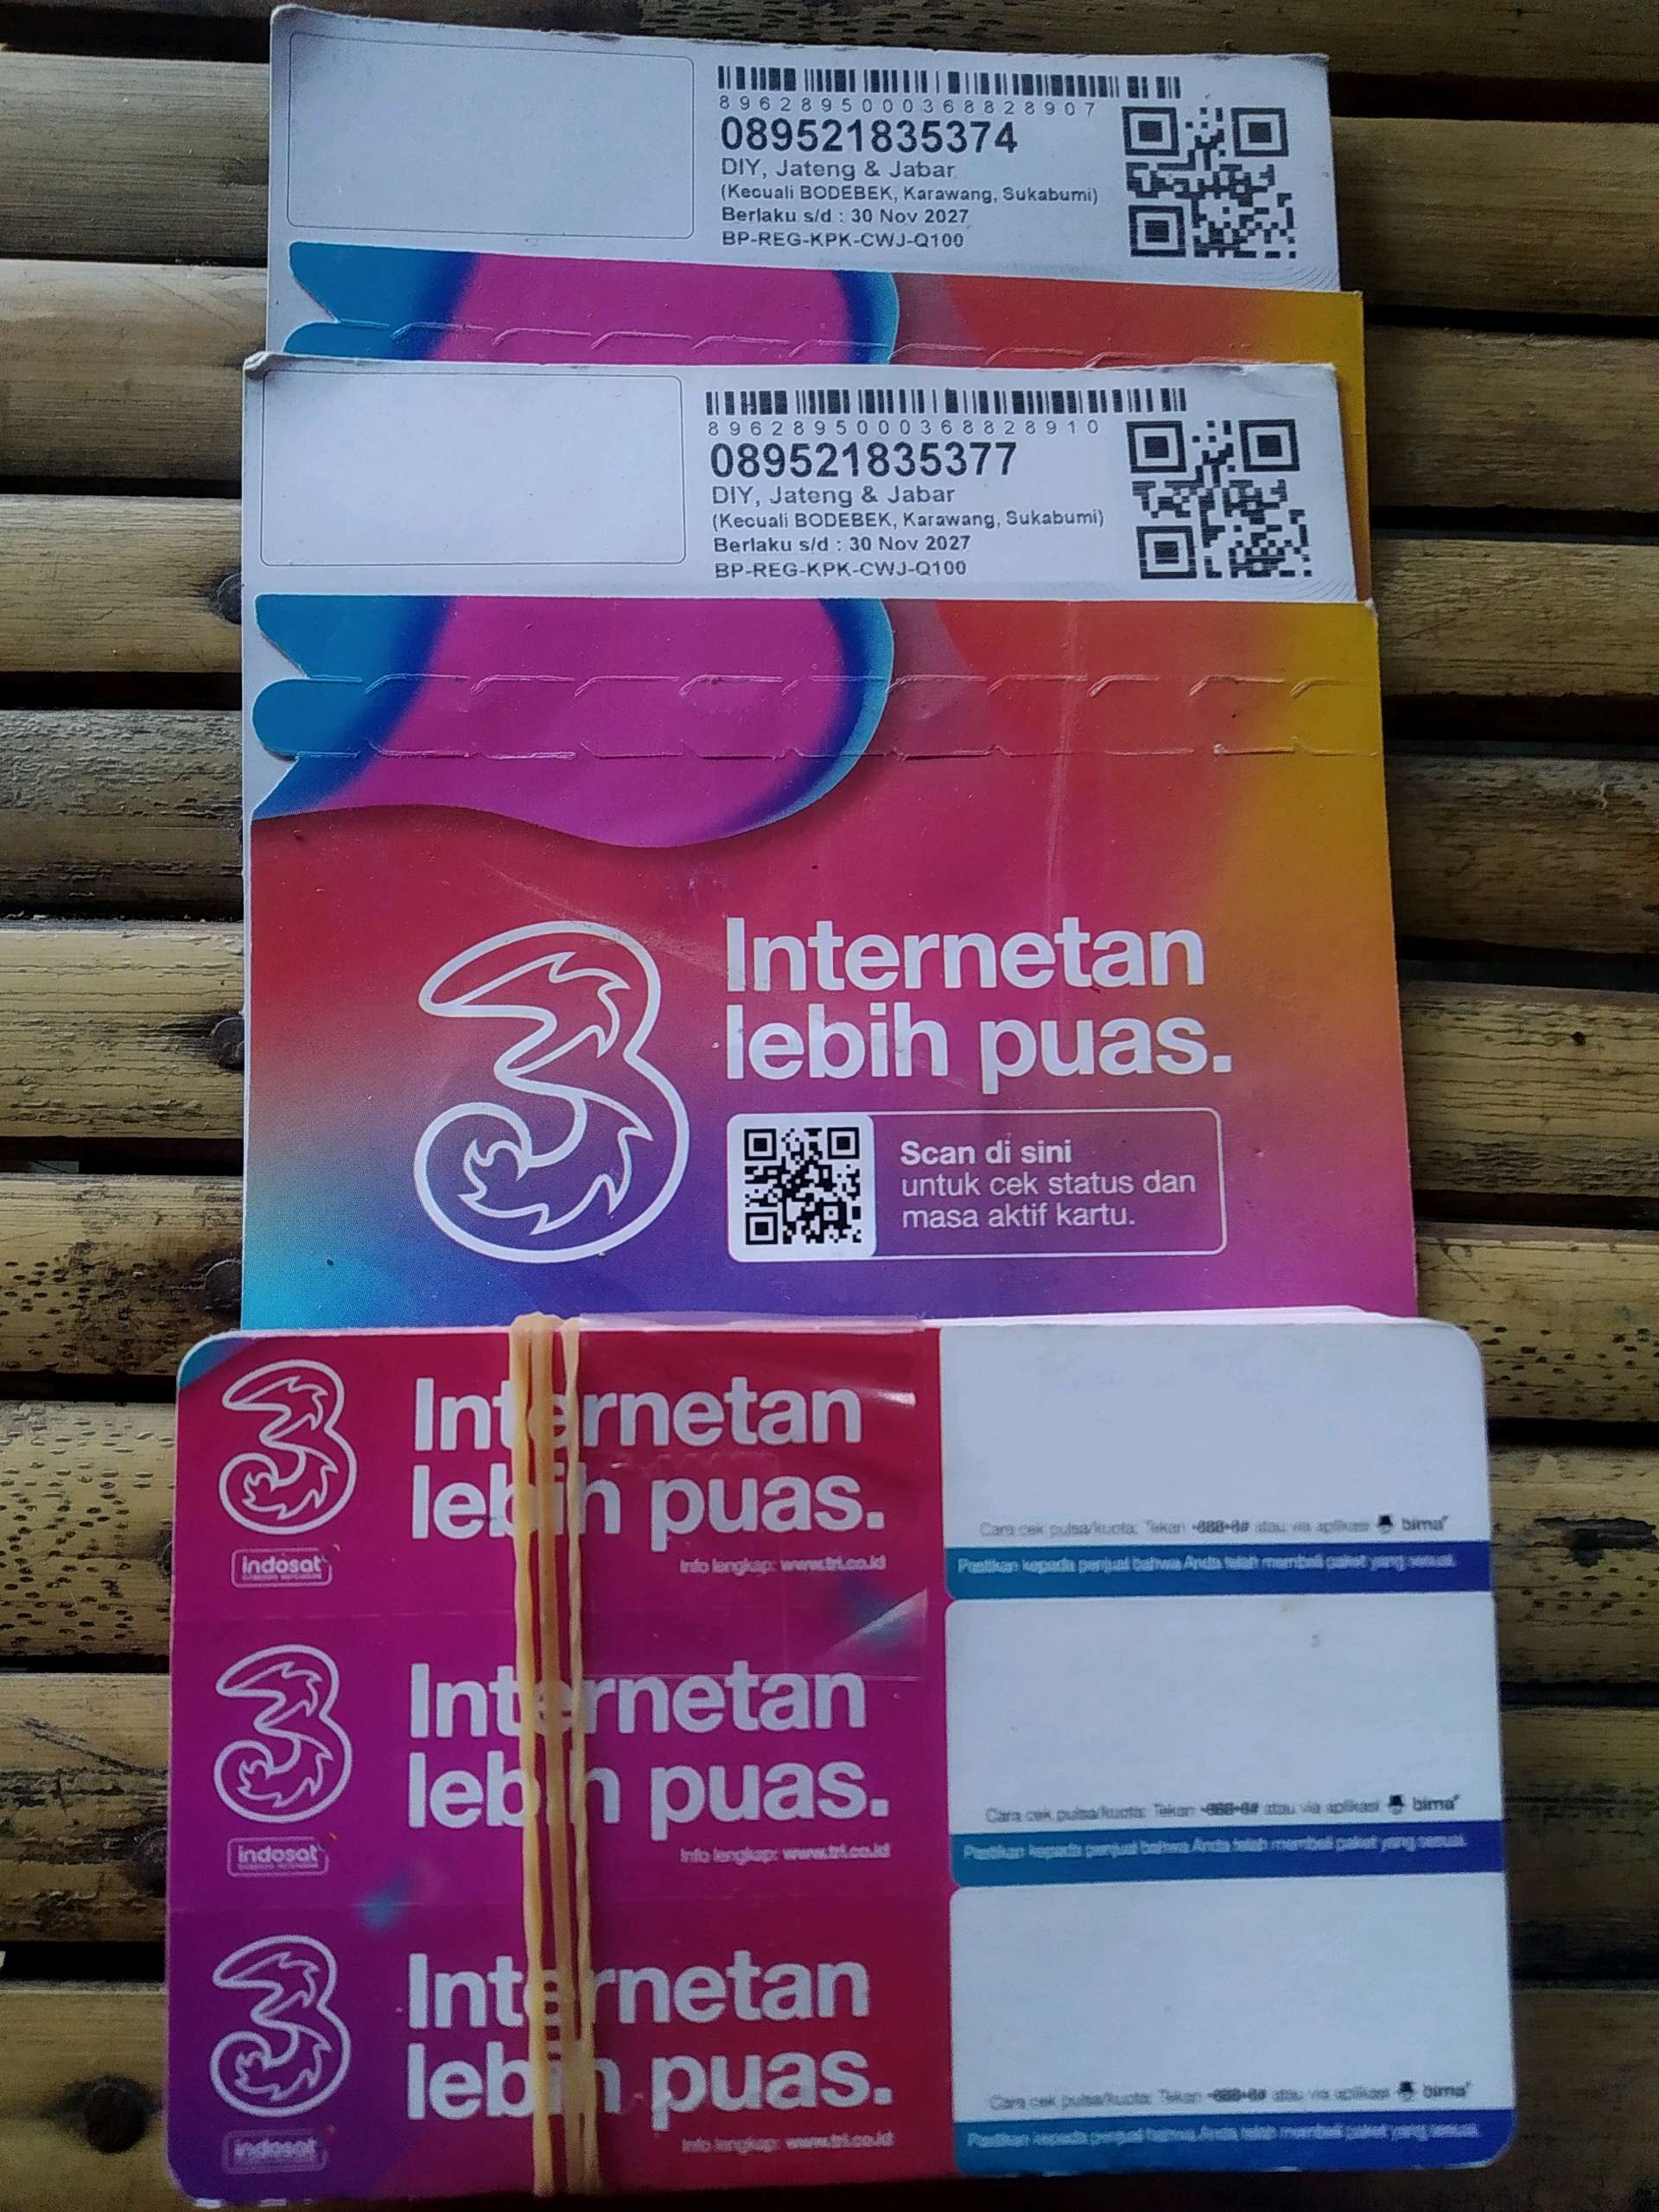 8962895000368828907
089521835374
DIY, Jateng & Jabar
(Kecuali BODEBEK, Karawang, Sukabumi)
Berlaku s/d : 30 Nov 2027
BP-REG-KPK-CWJ-Q100
8962895000368828910
089521835377
DIY, Jateng & Jabar
(Kecuali BODEBEK, Karawang, Sukabumi)
Berlaku s/d : 30 Nov 2027
BP-REG-KPK-CWJ-Q100
3
Internetan
lebih puas.
Scan di sini
untuk cek status dan
masa aktif kartu.
3
Internetan
lebih puas.
indosat
Info lengkap: www.tri.co.id
Cara cek pulsa/kuota: Tekan atau via aplikasi bima+
Pastikan kepada penjual bahwa Anda telah membeli paket yang sesuai.
3
Internetan
lebih puas.
indosat
Info lengkap: www.tri.co.id
Cara cek pulsa/kuota: Tekan atau via aplikasi bima+
Pastikan kepada penjual bahwa Anda telah membeli paket yang sesuai.
3
Internetan
lebih puas.
indosat
Info lengkap: www.tri.co.id
Cara cek pulsa/kuota: Tekan atau via aplikasi bima+
Pastikan kepada penjual bahwa Anda telah membeli paket yang sesuai.